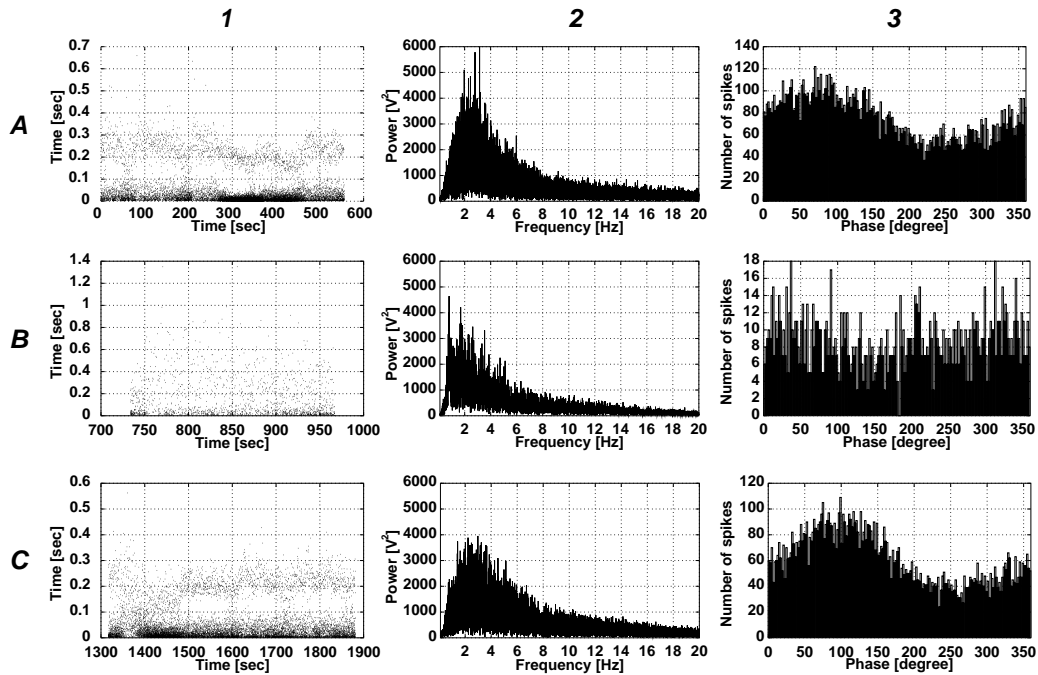 1 2 3
A
0.7
0.6
0.5
0.4
0.3
0.2
0.1
0
Time [sec]
0 100 200 300 400 500 600
Time [sec]
6000
5000
4000
3000
2000
1000
0
Power [V²]
2 4 6 8 10 12 14 16 18 20
Frequency [Hz]
140
120
100
80
60
40
20
0
Number of spikes
0 50 100 150 200 250 300 350
Phase [degree]
B
1.4
1.2
1
0.8
0.6
0.4
0.2
0
Time [sec]
700 750 800 850 900 950 1000
Time [sec]
6000
5000
4000
3000
2000
1000
0
Power [V²]
2 4 6 8 10 12 14 16 18 20
Frequency [Hz]
18
16
14
12
10
8
6
4
2
0
Number of spikes
0 50 100 150 200 250 300 350
Phase [degree]
C
0.6
0.5
0.4
0.3
0.2
0.1
0
Time [sec]
1300 1400 1500 1600 1700 1800 1900
Time [sec]
6000
5000
4000
3000
2000
1000
0
Power [V²]
2 4 6 8 10 12 14 16 18 20
Frequency [Hz]
120
100
80
60
40
20
0
Number of spikes
0 50 100 150 200 250 300 350
Phase [degree]